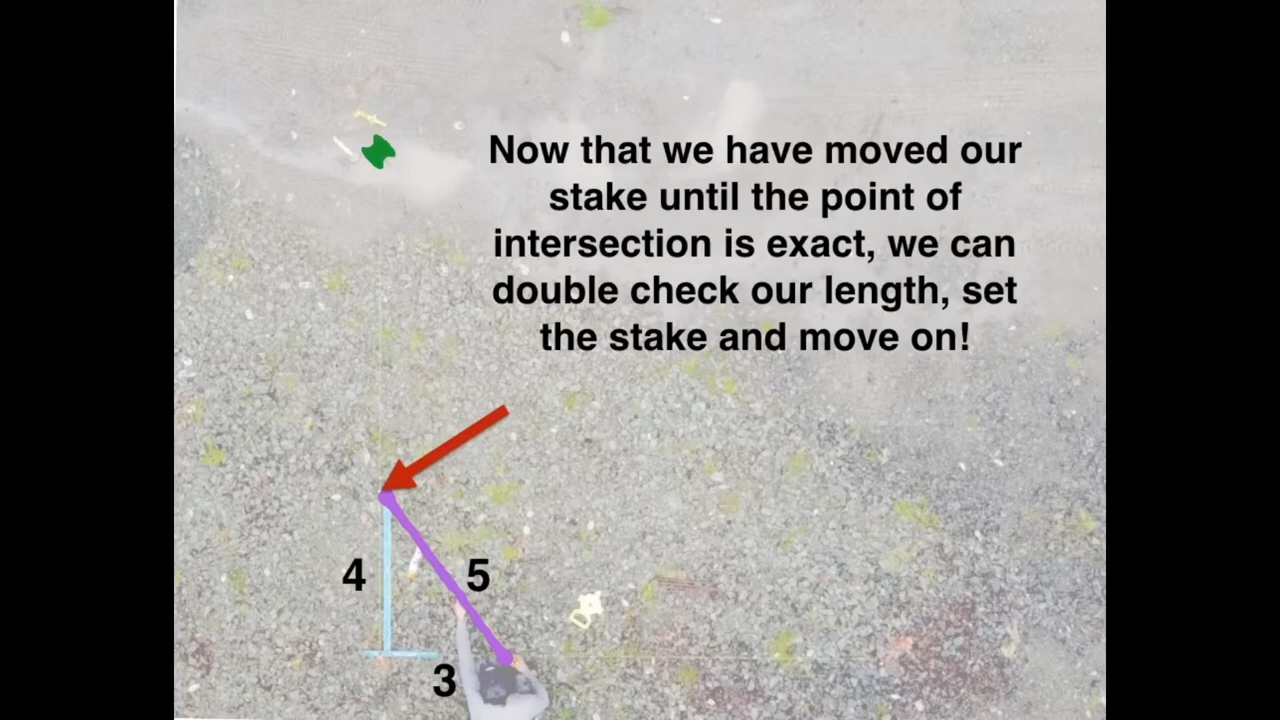 Now that we have moved our
stake until the point of
intersection is exact, we can
double check our length, set
the stake and move on!
4
5
3